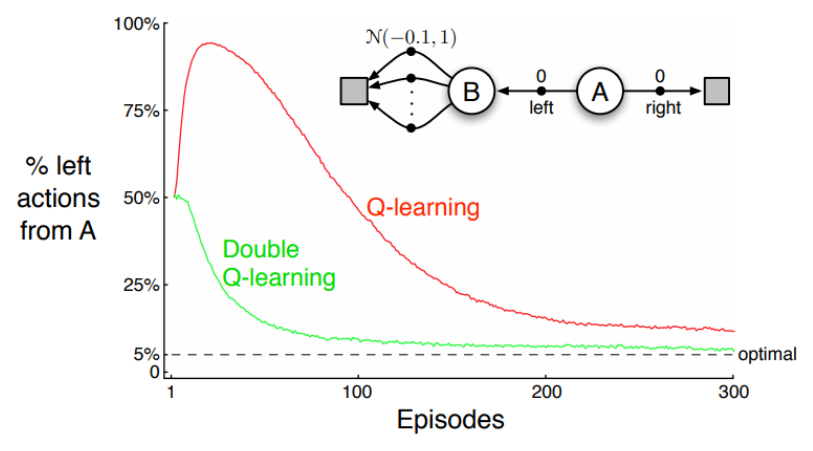 100%
75%
50%
25%
5%
0
% left
actions
from A
N(−0.1, 1)
B
0
left
A
0
right
Q-learning
Double
Q-learning
optimal
1
100
200
300
Episodes